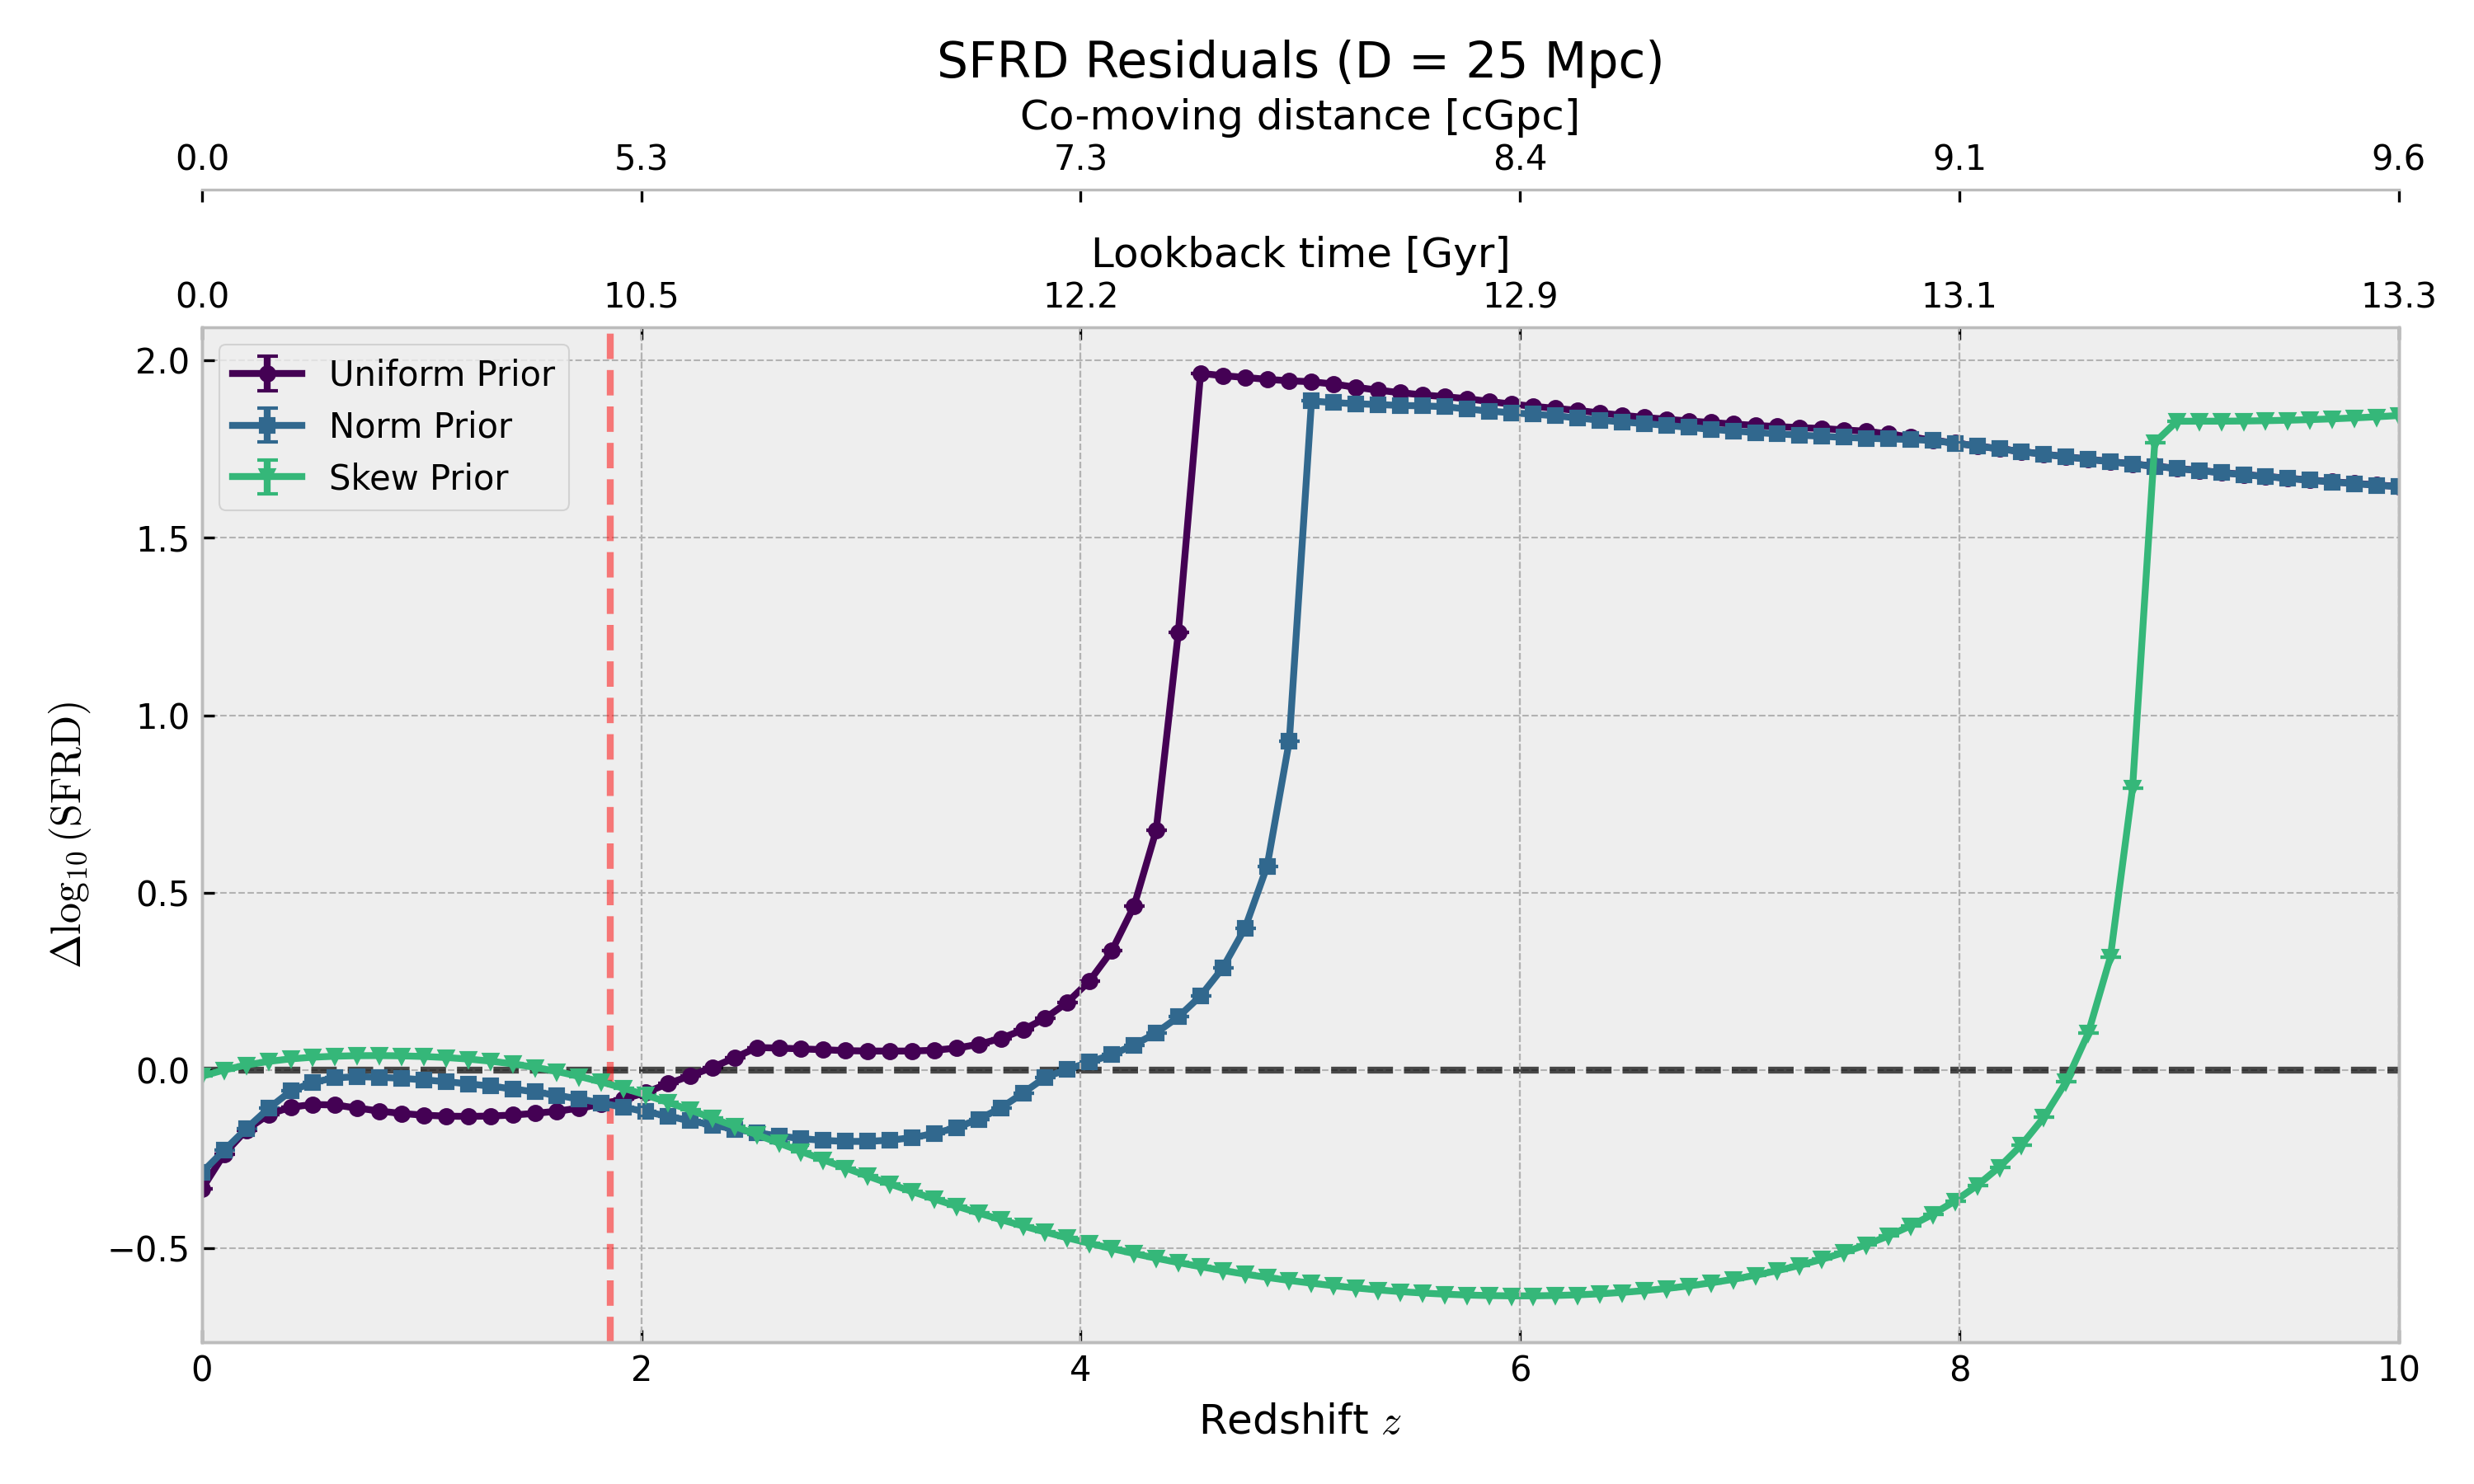 SFRD Residuals (D = 25 Mpc)
Co-moving distance [cGpc]
0.0 5.3 7.3 8.4 9.1 9.6
Lookback time [Gyr]
0.0 10.5 12.2 12.9 13.1 13.3
Uniform Prior
Norm Prior
Skew Prior
2.0
1.5
1.0
0.5
0.0
−0.5
Δlog₁₀(SFRD)
0 2 4 6 8 10
Redshift z